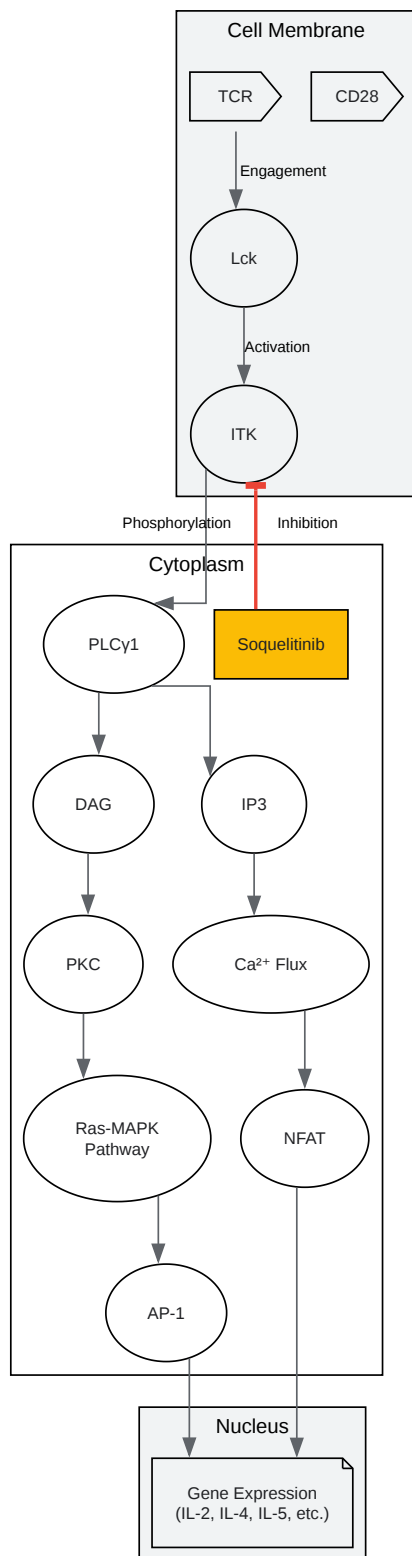 Cell Membrane
TCR
CD28
Engagement
Lck
Activation
ITK
Phosphorylation
Inhibition
Cytoplasm
PLCγ1
Soquelitinib
DAG
IP3
PKC
Ca²⁺ Flux
Ras-MAPK
Pathway
NFAT
AP-1
Nucleus
Gene Expression
(IL-2, IL-4, IL-5, etc.)